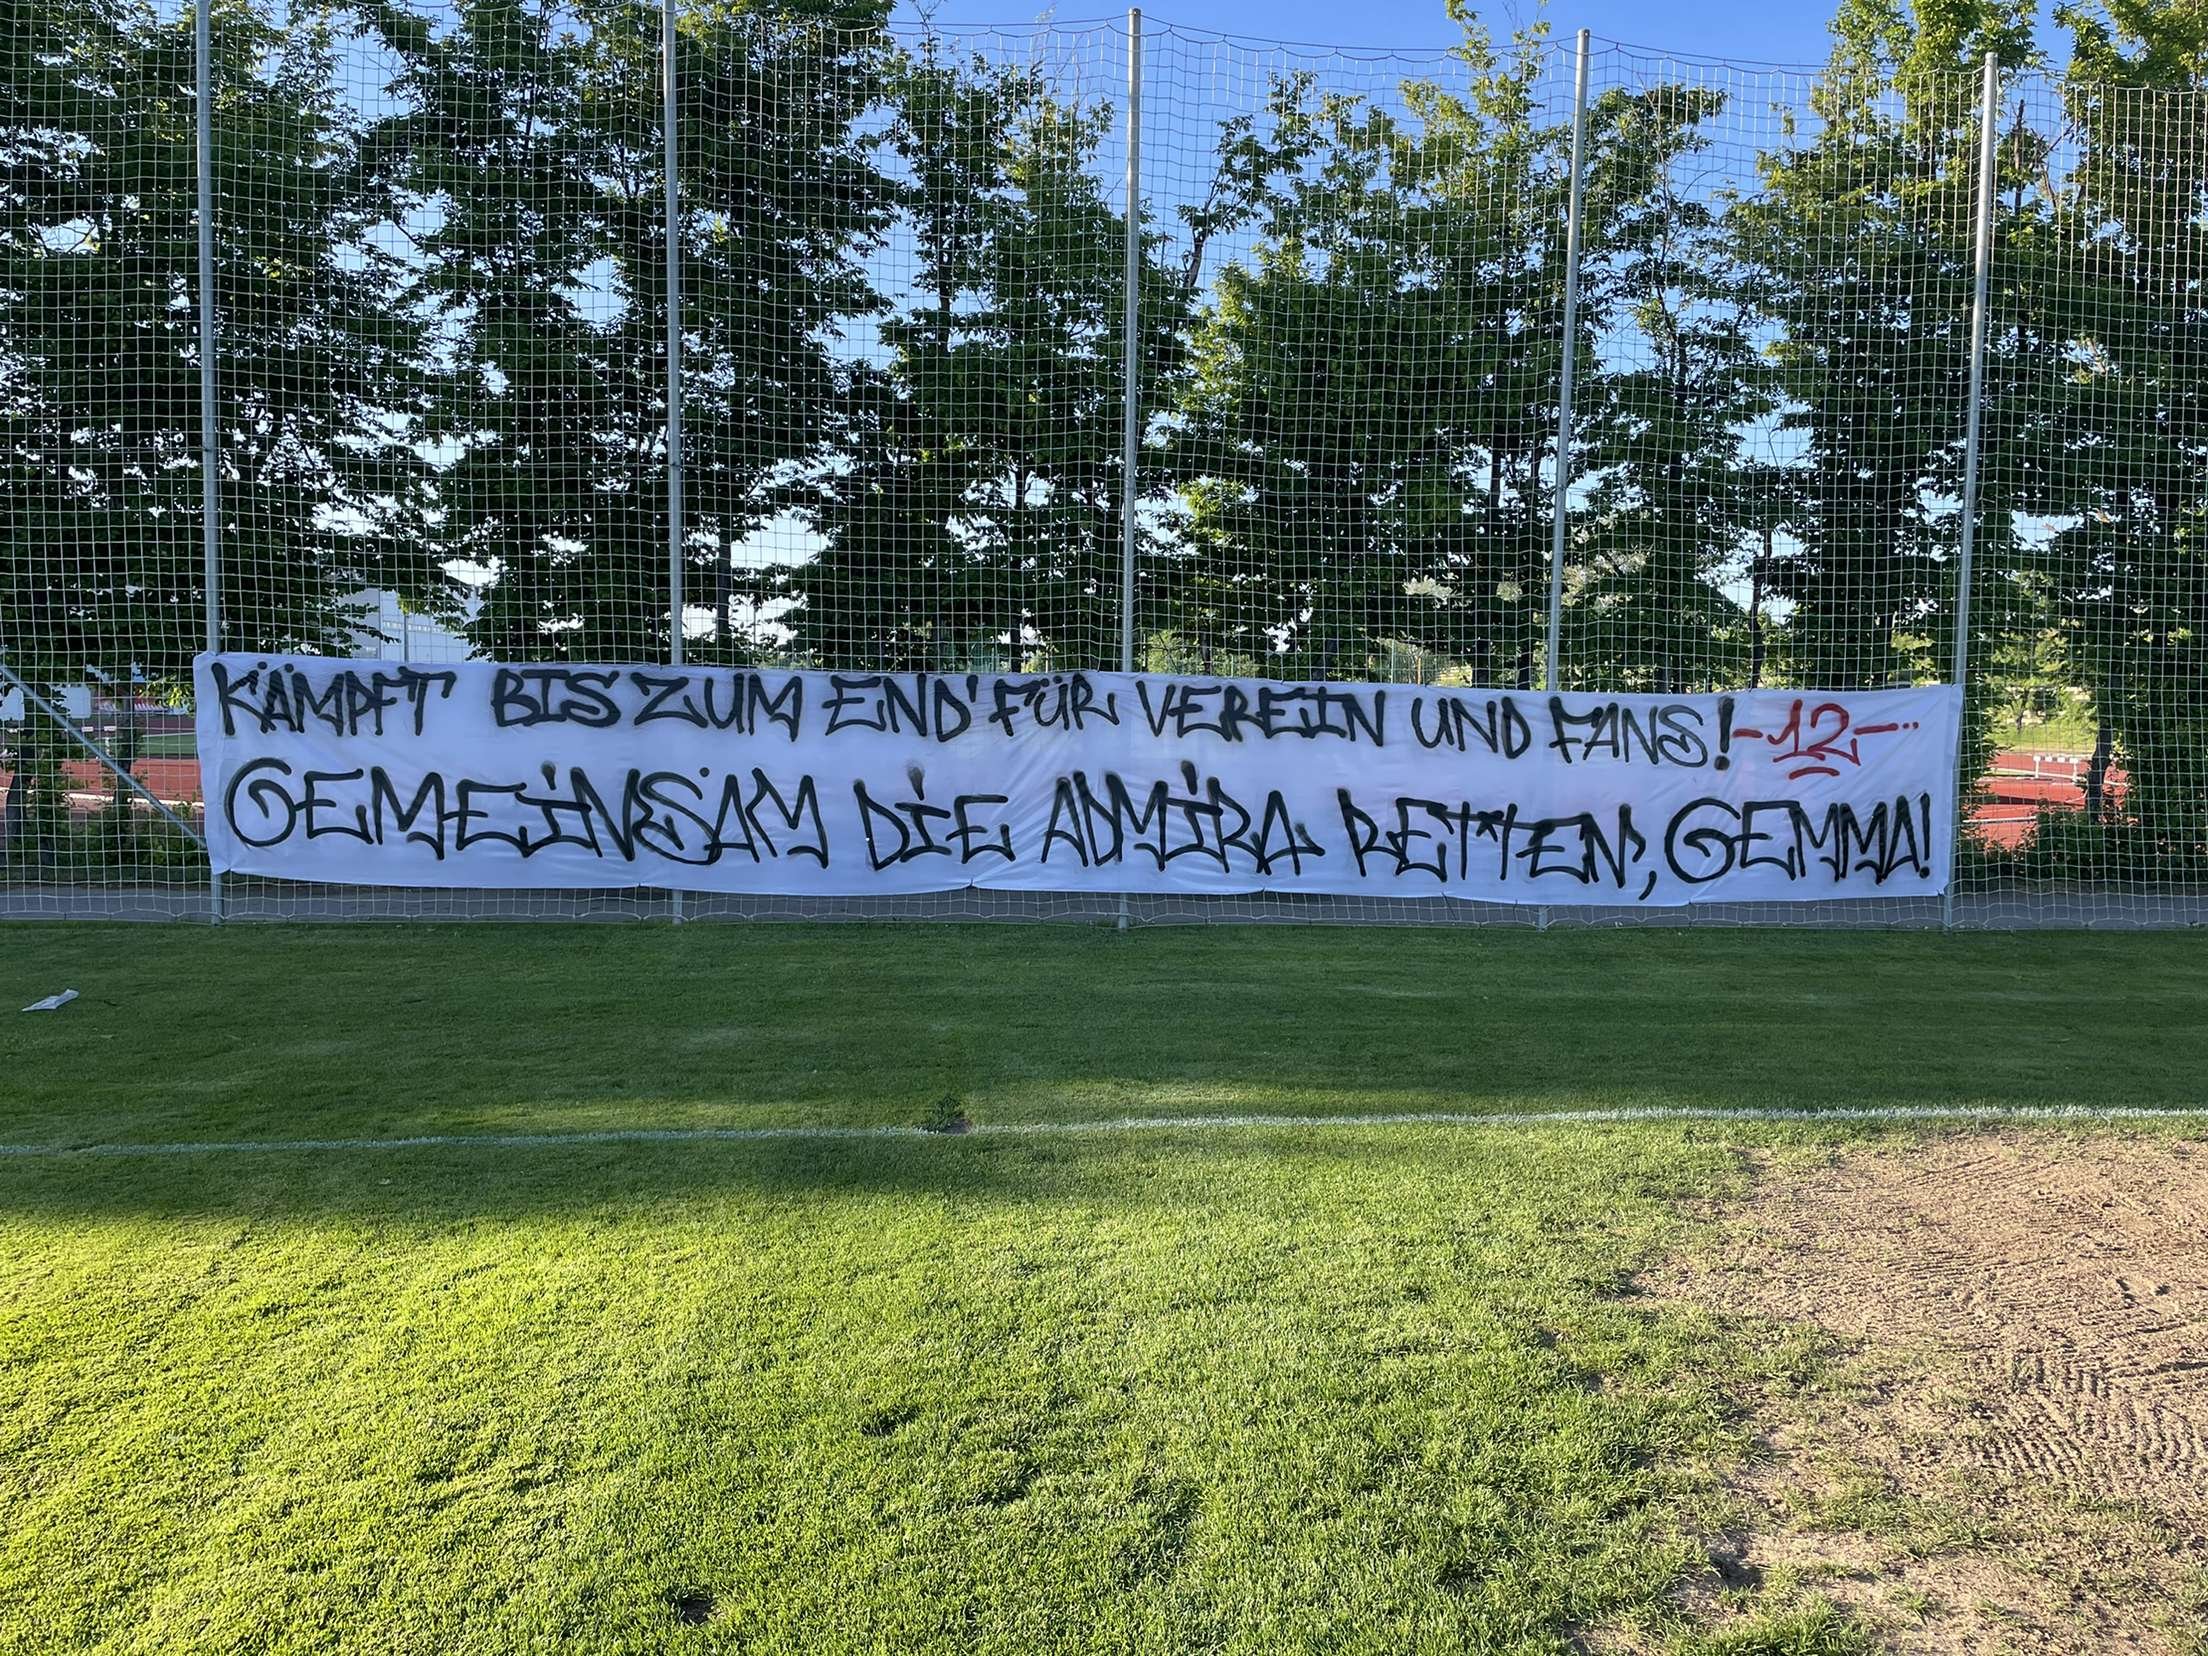 KÄMPFT BIS ZUM END' FÜR VEREIN UND FANS! -12-...
GEMEINSAM DIE ADMIRA RETTEN, GEMMA!